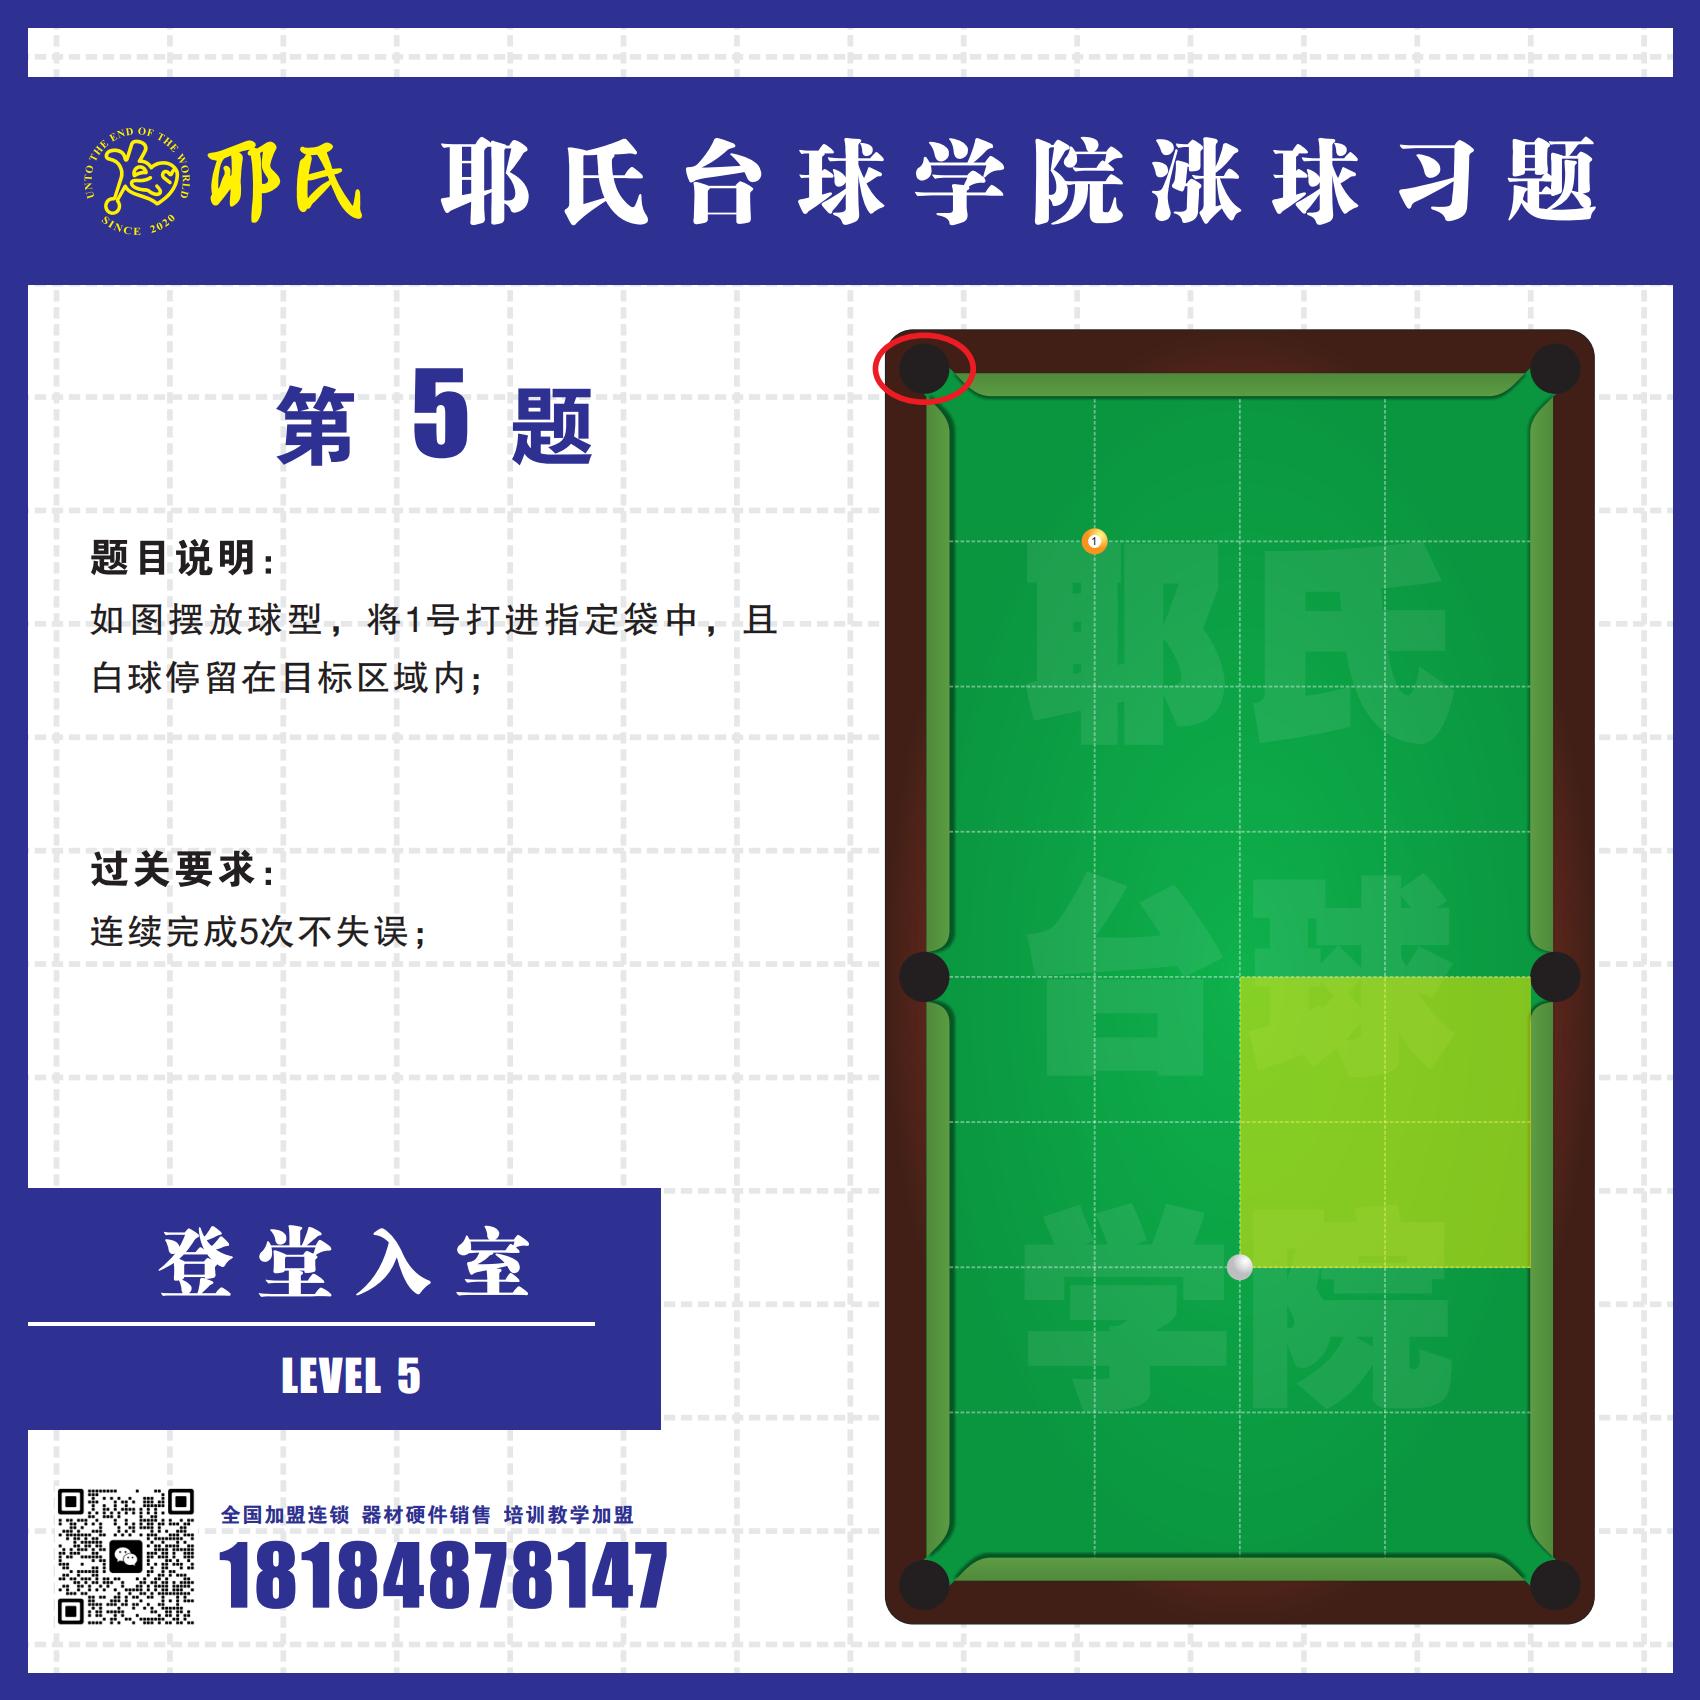 UNTO THE END OF THE WORLD
SINCE 2020
耶氏
耶氏台球学院涨球习题
第 5 题
题目说明：
如图摆放球型，将1号打进指定袋中，且
白球停留在目标区域内；
过关要求：
连续完成5次不失误；
1
耶氏
台球
学院
登堂入室
LEVEL 5
全国加盟连锁 器材硬件销售 培训教学加盟
18184878147